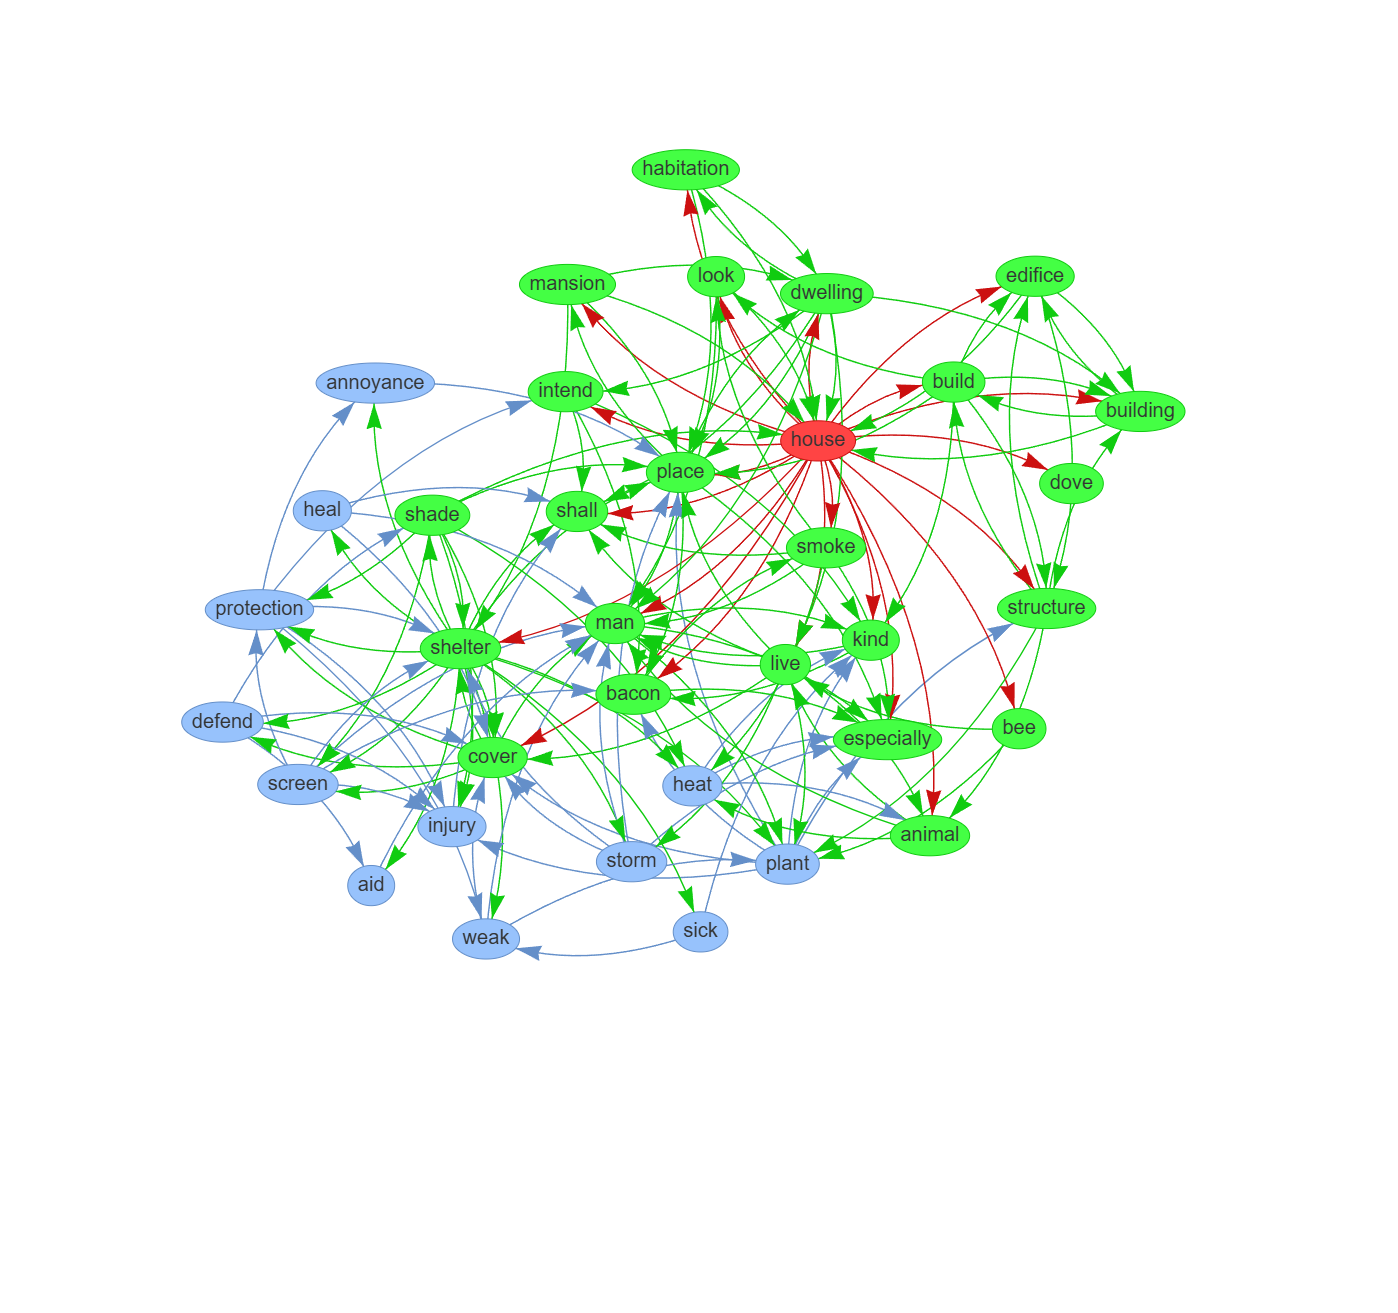 habitation
look
mansion
dwelling
edifice
annoyance
intend
build
building
house
place
dove
heal
shade
shall
smoke
protection
structure
man
shelter
kind
live
bacon
defend
bee
especially
cover
screen
heat
injury
animal
storm
plant
aid
weak
sick